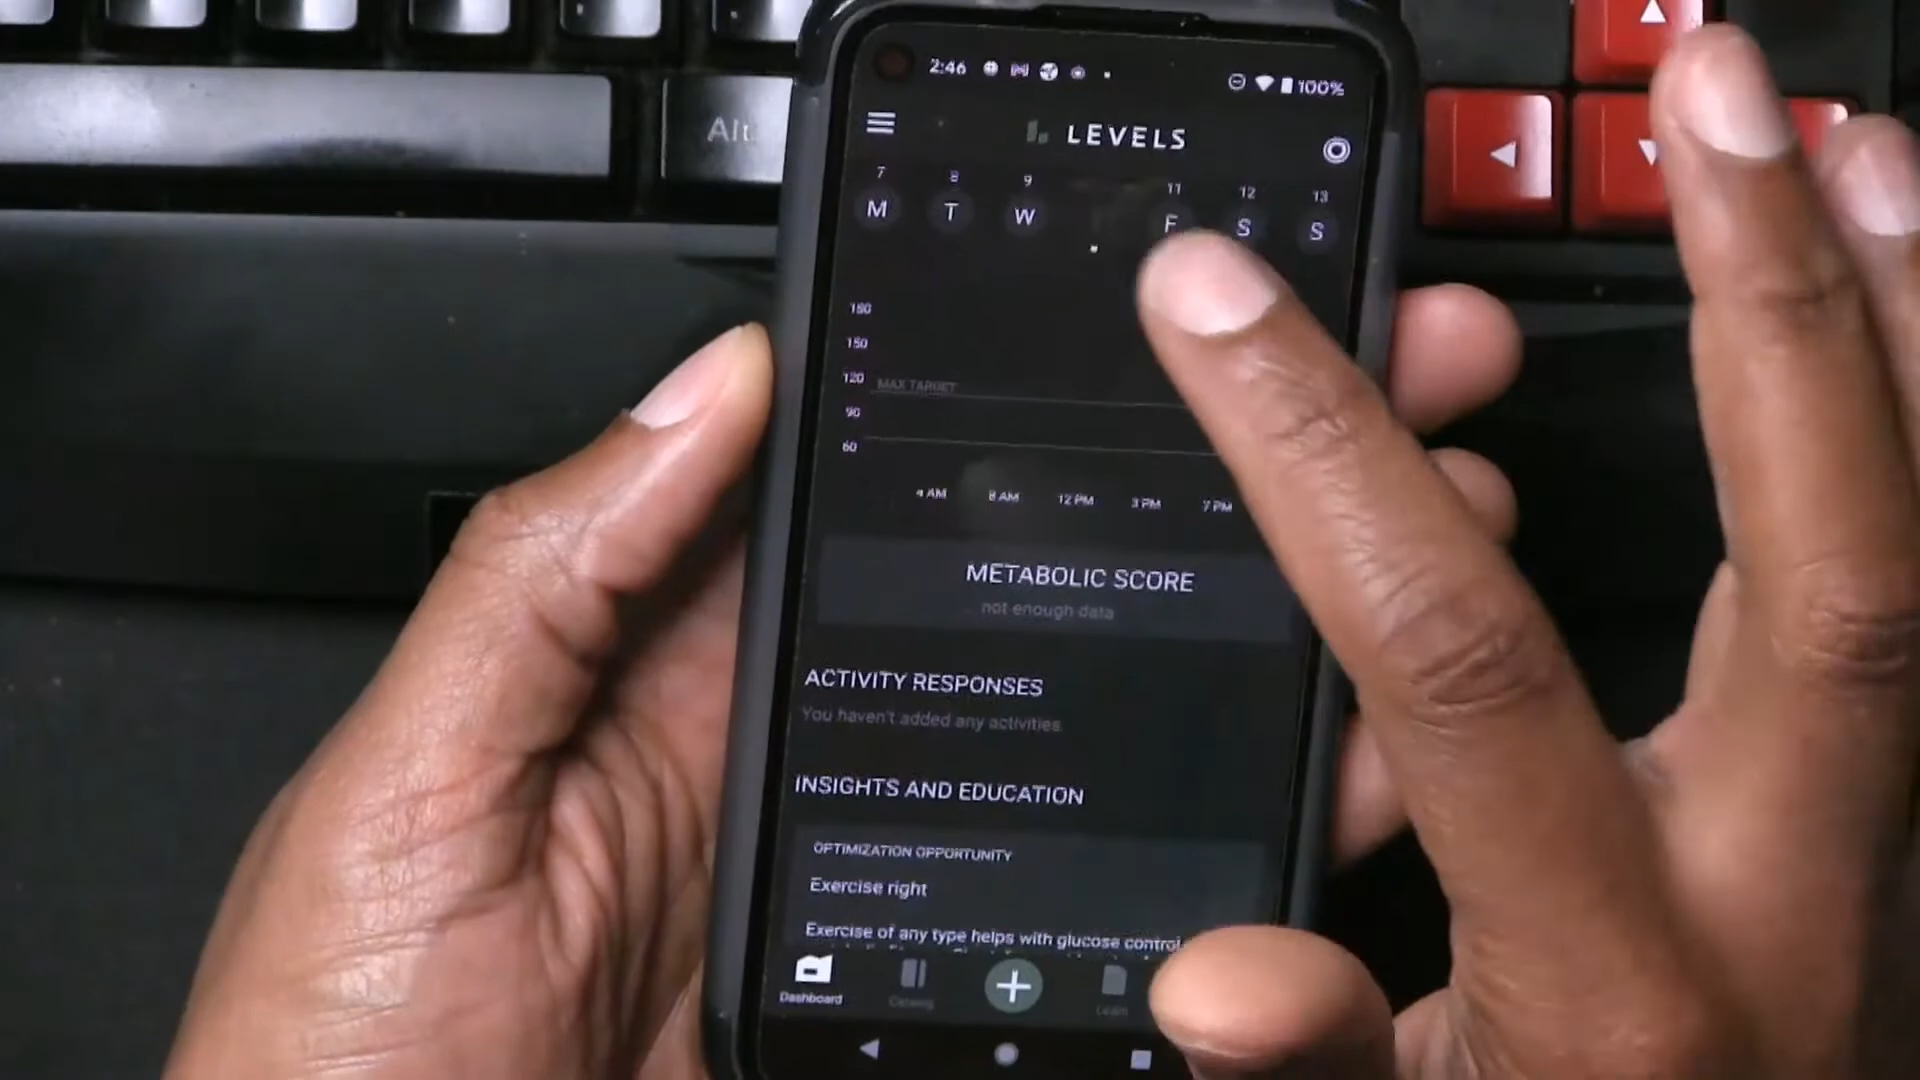 Alt
2:46 100%
LEVELS
7 8 9 11 12 13
M T W F S S
180
150
120 MAX TARGET
90
60
4 AM 8 AM 12 PM 3 PM 7 PM
METABOLIC SCORE
not enough data
ACTIVITY RESPONSES
You haven't added any activities.
INSIGHTS AND EDUCATION
OPTIMIZATION OPPORTUNITY
Exercise right
Exercise of any type helps with glucose control
Dashboard Catalog Learn